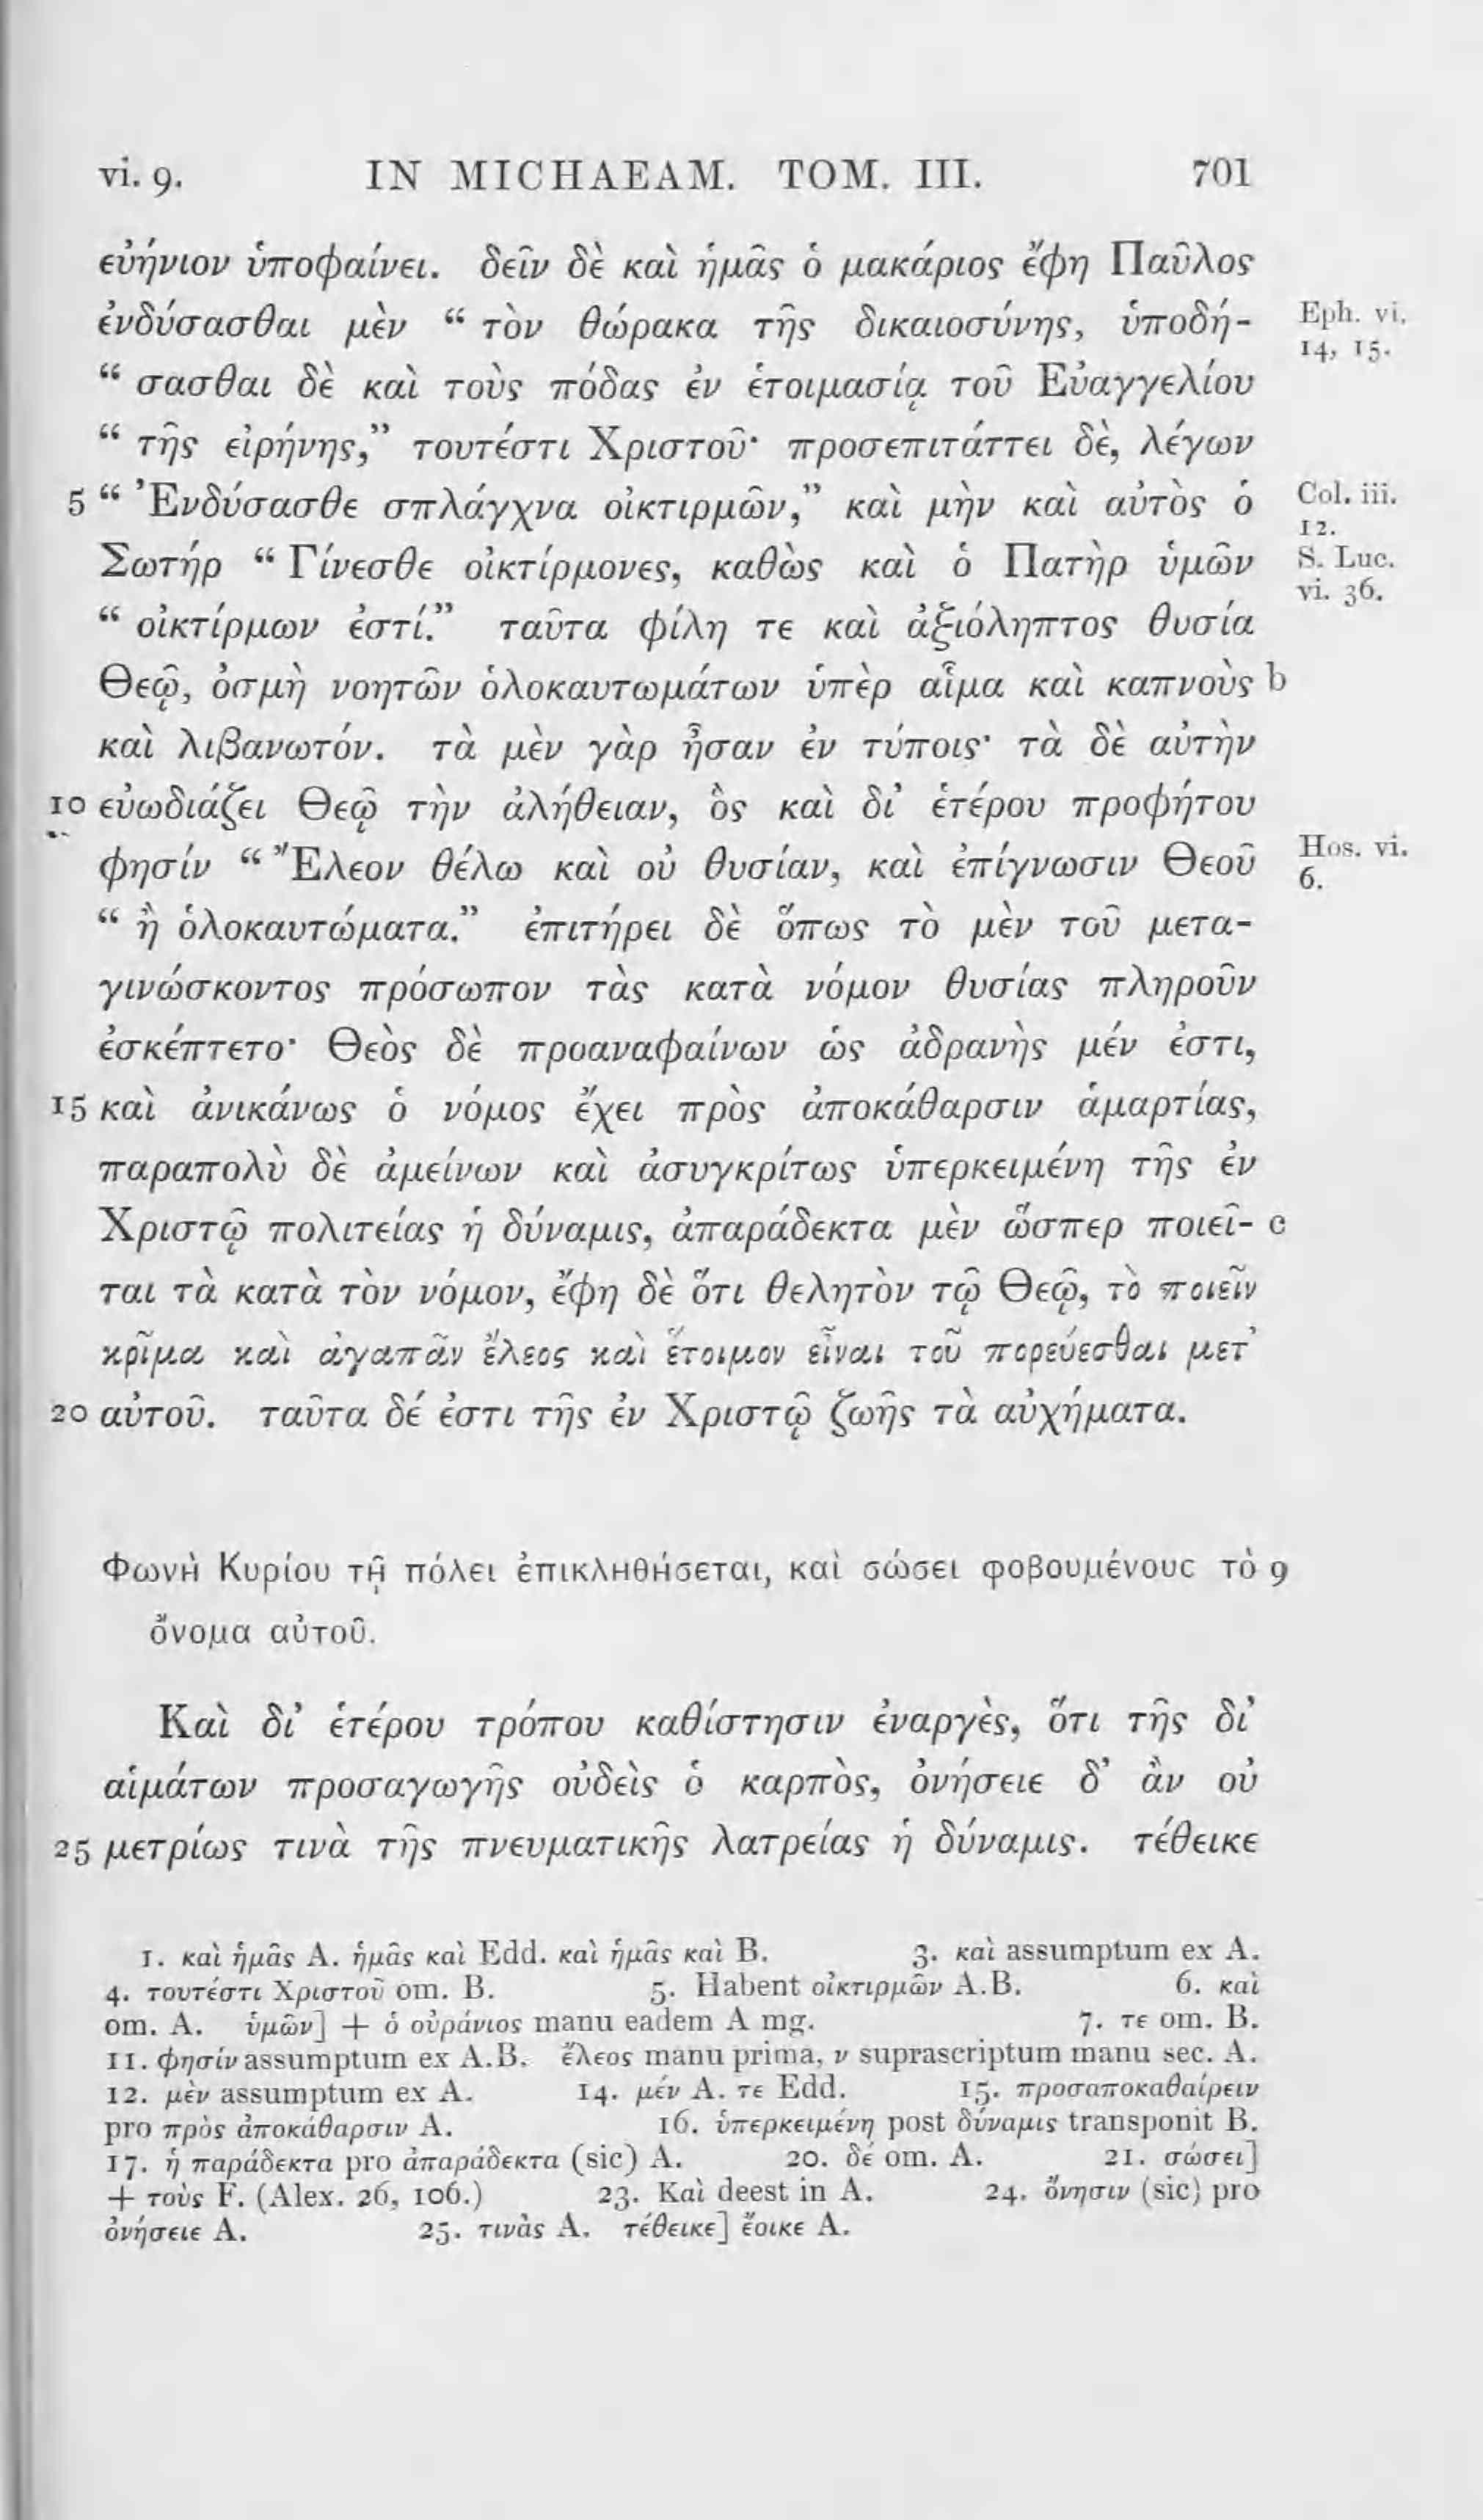 vi. 9. IN MICHAEAM. TOM. III. 701
εὐήνιον ὑποφαίνει. δεῖν δὲ καὶ ἡμᾶς ὁ μακάριος ἔφη Παῦλος
ἐνδύσασθαι μὲν “ τὸν θώρακα τῆς δικαιοσύνης, ὑποδή- Eph. vi.
14, 15.
“ σασθαι δὲ καὶ τοὺς πόδας ἐν ἑτοιμασίᾳ τοῦ Εὐαγγελίου
“ τῆς εἰρήνης,” τουτέστι Χριστοῦ· προσεπιτάττει δὲ, λέγων
5 “ Ἐνδύσασθε σπλάγχνα οἰκτιρμῶν,” καὶ μὴν καὶ αὐτὸς ὁ Col. iii.
12.
Σωτήρ “ Γίνεσθε οἰκτίρμονες, καθὼς καὶ ὁ Πατὴρ ὑμῶν S. Luc.
vi. 36.
“ οἰκτίρμων ἐστί.” ταῦτα φίλη τε καὶ ἀξιόληπτος θυσία
Θεῷ, ὀσμὴ νοητῶν ὁλοκαυτωμάτων ὑπὲρ αἷμα καὶ καπνοὺς b
καὶ λιβανωτόν. τὰ μὲν γὰρ ἦσαν ἐν τύποις· τὰ δὲ αὐτὴν
10 εὐωδιάζει Θεῷ τὴν ἀλήθειαν, ὃς καὶ δι’ ἑτέρου προφήτου
φησίν “ Ἔλεον θέλω καὶ οὐ θυσίαν, καὶ ἐπίγνωσιν Θεοῦ Hos. vi.
6.
“ ἢ ὁλοκαυτώματα.” ἐπιτήρει δὲ ὅπως τὸ μὲν τοῦ μετα-
γινώσκοντος πρόσωπον τὰς κατὰ νόμον θυσίας πληροῦν
ἐσκέπτετο· Θεὸς δὲ προαναφαίνων ὡς ἀδρανὴς μέν ἐστι,
15 καὶ ἀνικάνως ὁ νόμος ἔχει πρὸς ἀποκάθαρσιν ἁμαρτίας,
παραπολὺ δὲ ἀμείνων καὶ ἀσυγκρίτως ὑπερκειμένη τῆς ἐν
Χριστῷ πολιτείας ἡ δύναμις, ἀπαράδεκτα μὲν ὥσπερ ποιεῖ- c
ται τὰ κατὰ τὸν νόμον, ἔφη δὲ ὅτι θελητὸν τῷ Θεῷ, τὸ ποιεῖν
κρῖμα καὶ ἀγαπᾶν ἔλεος καὶ ἕτοιμον εἶναι τοῦ πορεύεσθαι μετ’
20 αὐτοῦ. ταῦτα δέ ἐστι τῆς ἐν Χριστῷ ζωῆς τὰ αὐχήματα.
Φωνὴ Κυρίου τῇ πόλει ἐπικληθήσεται, καὶ σώσει φοβουμένους τὸ 9
ὄνομα αὐτοῦ.
Καὶ δι’ ἑτέρου τρόπου καθίστησιν ἐναργὲς, ὅτι τῆς δι’
αἱμάτων προσαγωγῆς οὐδεὶς ὁ καρπὸς, ὀνήσειε δ’ ἂν οὐ
25 μετρίως τινὰ τῆς πνευματικῆς λατρείας ἡ δύναμις. τέθεικε
1. καὶ ἡμᾶς A. ἡμᾶς καὶ Edd. καὶ ἡμᾶς καὶ B. 3. καὶ assumptum ex A.
4. τουτέστι Χριστοῦ om. B. 5. Habent οἰκτιρμῶν A.B. 6. καὶ
om. A. ὑμῶν] + ὁ οὐράνιος manu eadem A mg. 7. τε om. B.
11. φησίν assumptum ex A.B. ἔλεος manu prima, ν suprascriptum manu sec. A.
12. μὲν assumptum ex A. 14. μέν A. τε Edd. 15. προσαποκαθαίρειν
pro πρὸς ἀποκάθαρσιν A. 16. ὑπερκειμένη post δύναμις transponit B.
17. ἡ παράδεκτα pro ἀπαράδεκτα (sic) A. 20. δέ om. A. 21. σώσει]
+ τοὺς F. (Alex. 26, 106.) 23. Καὶ deest in A. 24. ὄνησιν (sic) pro
ὀνήσειε A. 25. τινὰς A. τέθεικε] ἔοικε A.